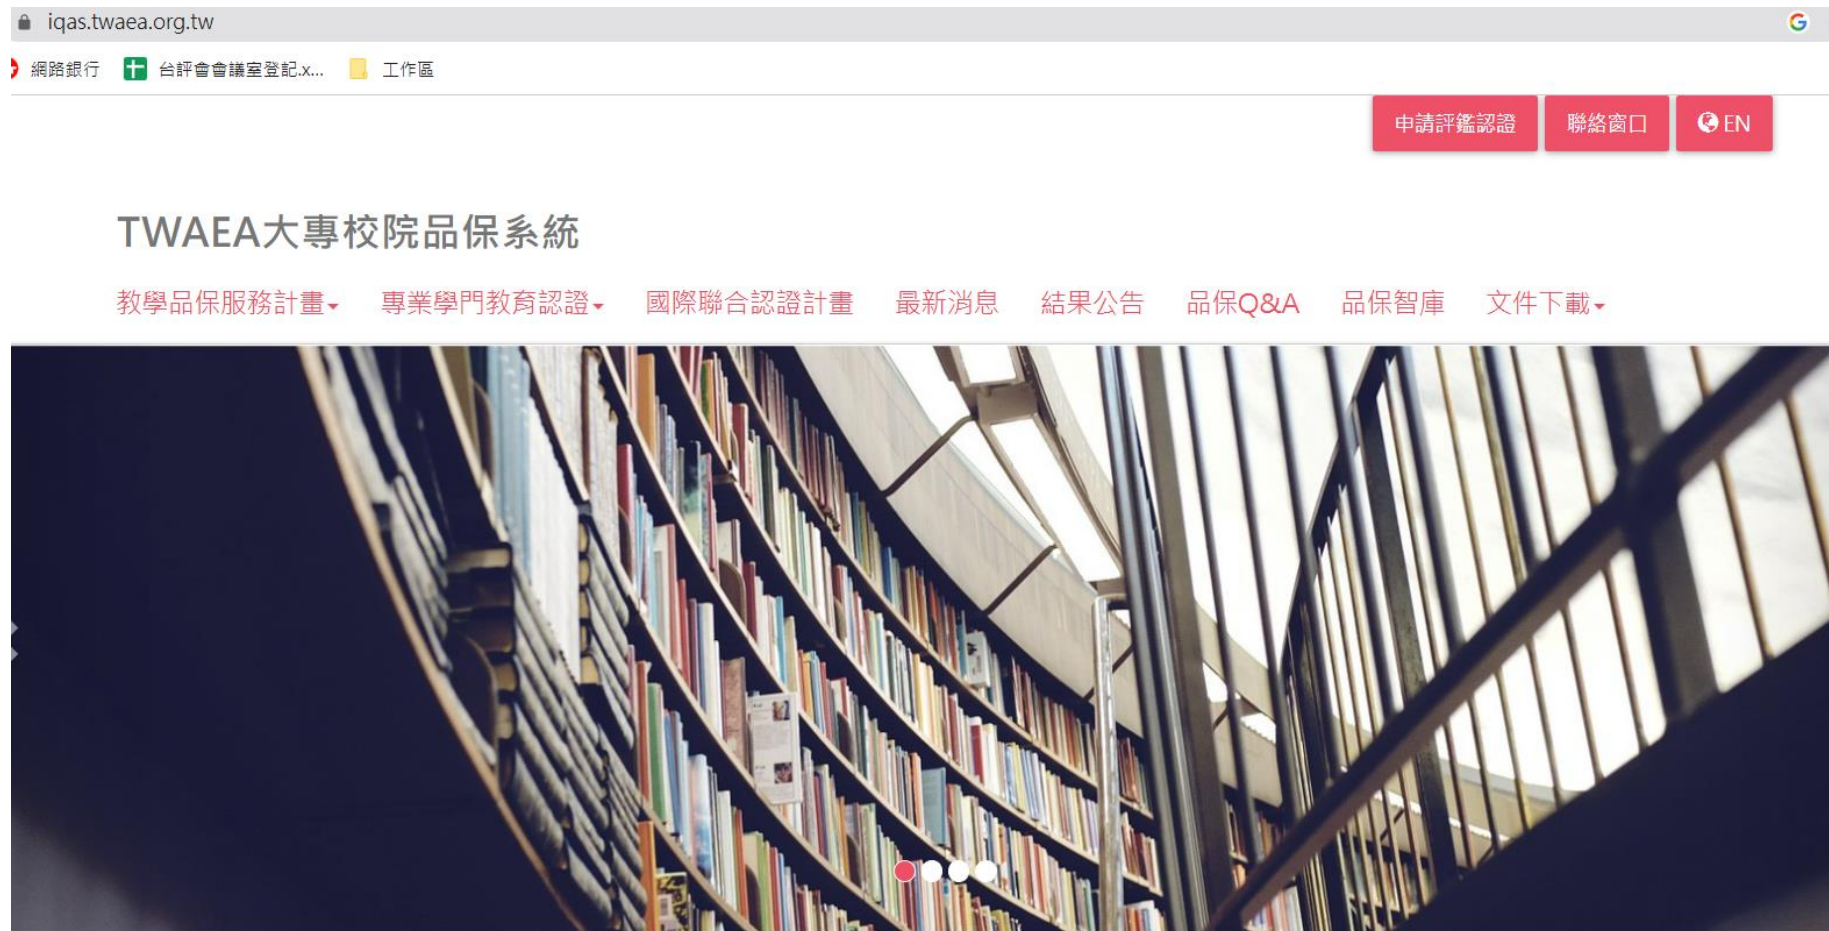 iqas.twaea.org.tw
網路銀行 台評會會議室登記.x... 工作區
申請評鑑認證 聯絡窗口 EN
TWAEA大專校院品保系統
教學品保服務計畫 專業學門教育認證 國際聯合認證計畫 最新消息 結果公告 品保Q&A 品保智庫 文件下載